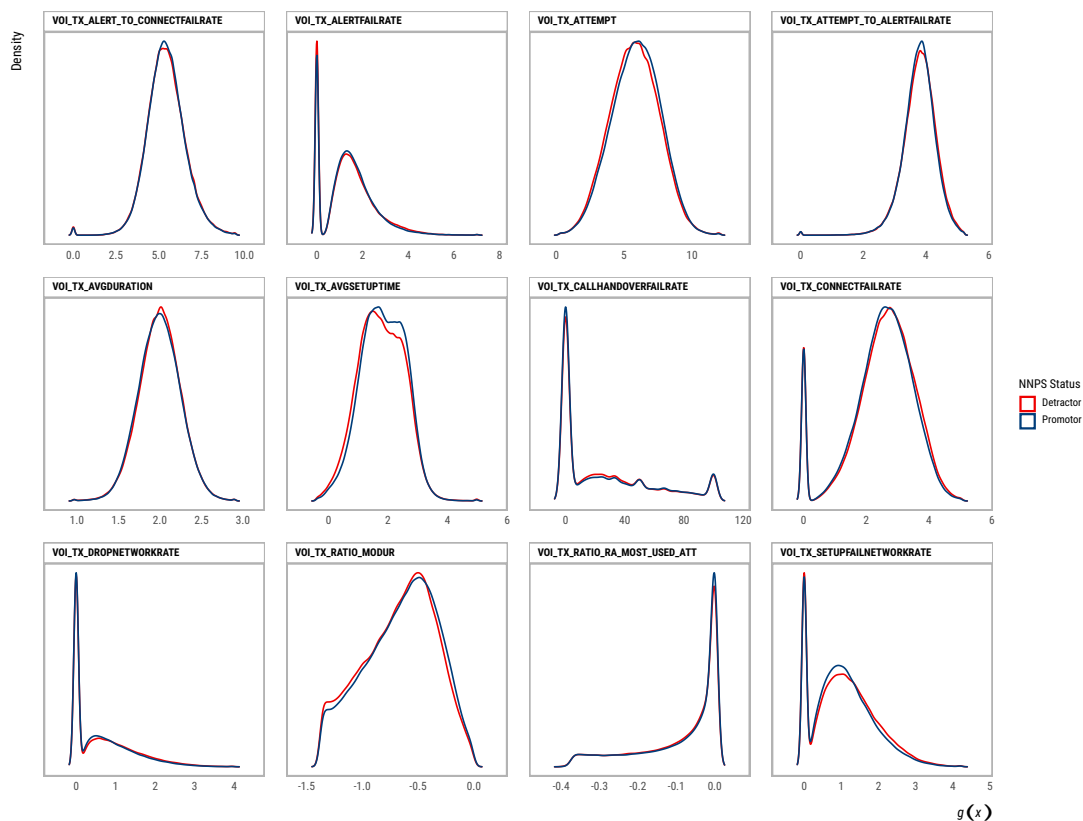 VOI_TX_ALERT_TO_CONNECTFAILRATE VOI_TX_ALERTFAILRATE VOI_TX_ATTEMPT VOI_TX_ATTEMPT_TO_ALERTFAILRATE
Density
0.0 2.5 5.0 7.5 10.0 0 2 4 6 8 0 5 10 0 2 4 6
VOI_TX_AVGDURATION VOI_TX_AVGSETUPTIME VOI_TX_CALLHANDOVERFAILRATE VOI_TX_CONNECTFAILRATE
NNPS Status
Detractor
Promotor
1.0 1.5 2.0 2.5 3.0 0 2 4 6 0 40 80 120 0 2 4 6
VOI_TX_DROPNETWORKRATE VOI_TX_RATIO_MODUR VOI_TX_RATIO_RA_MOST_USED_ATT VOI_TX_SETUPFAILNETWORKRATE
0 1 2 3 4 -1.5 -1.0 -0.5 0.0 -0.4 -0.3 -0.2 -0.1 0.0 0 1 2 3 4 5
g(x)